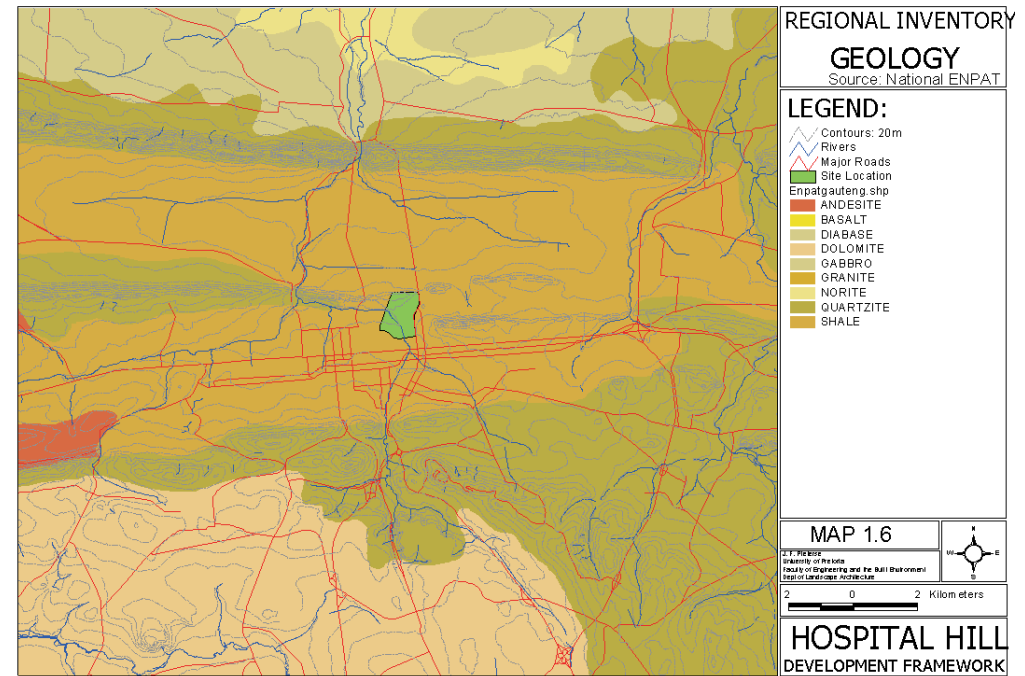 REGIONAL INVENTORY
GEOLOGY
Source: National ENPAT
LEGEND:
Contours: 20m
Rivers
Major Roads
Site Location
Enpatgauteng.shp
ANDESITE
BASALT
DIABASE
DOLOMITE
GABBRO
GRANITE
NORITE
QUARTZITE
SHALE
MAP 1.6
J. F. Pieterse
University of Pretoria
Faculty of Engineering and the Built Environment
Dept of Landscape Architecture
N
W E
S
2 0 2 Kilometers
HOSPITAL HILL
DEVELOPMENT FRAMEWORK